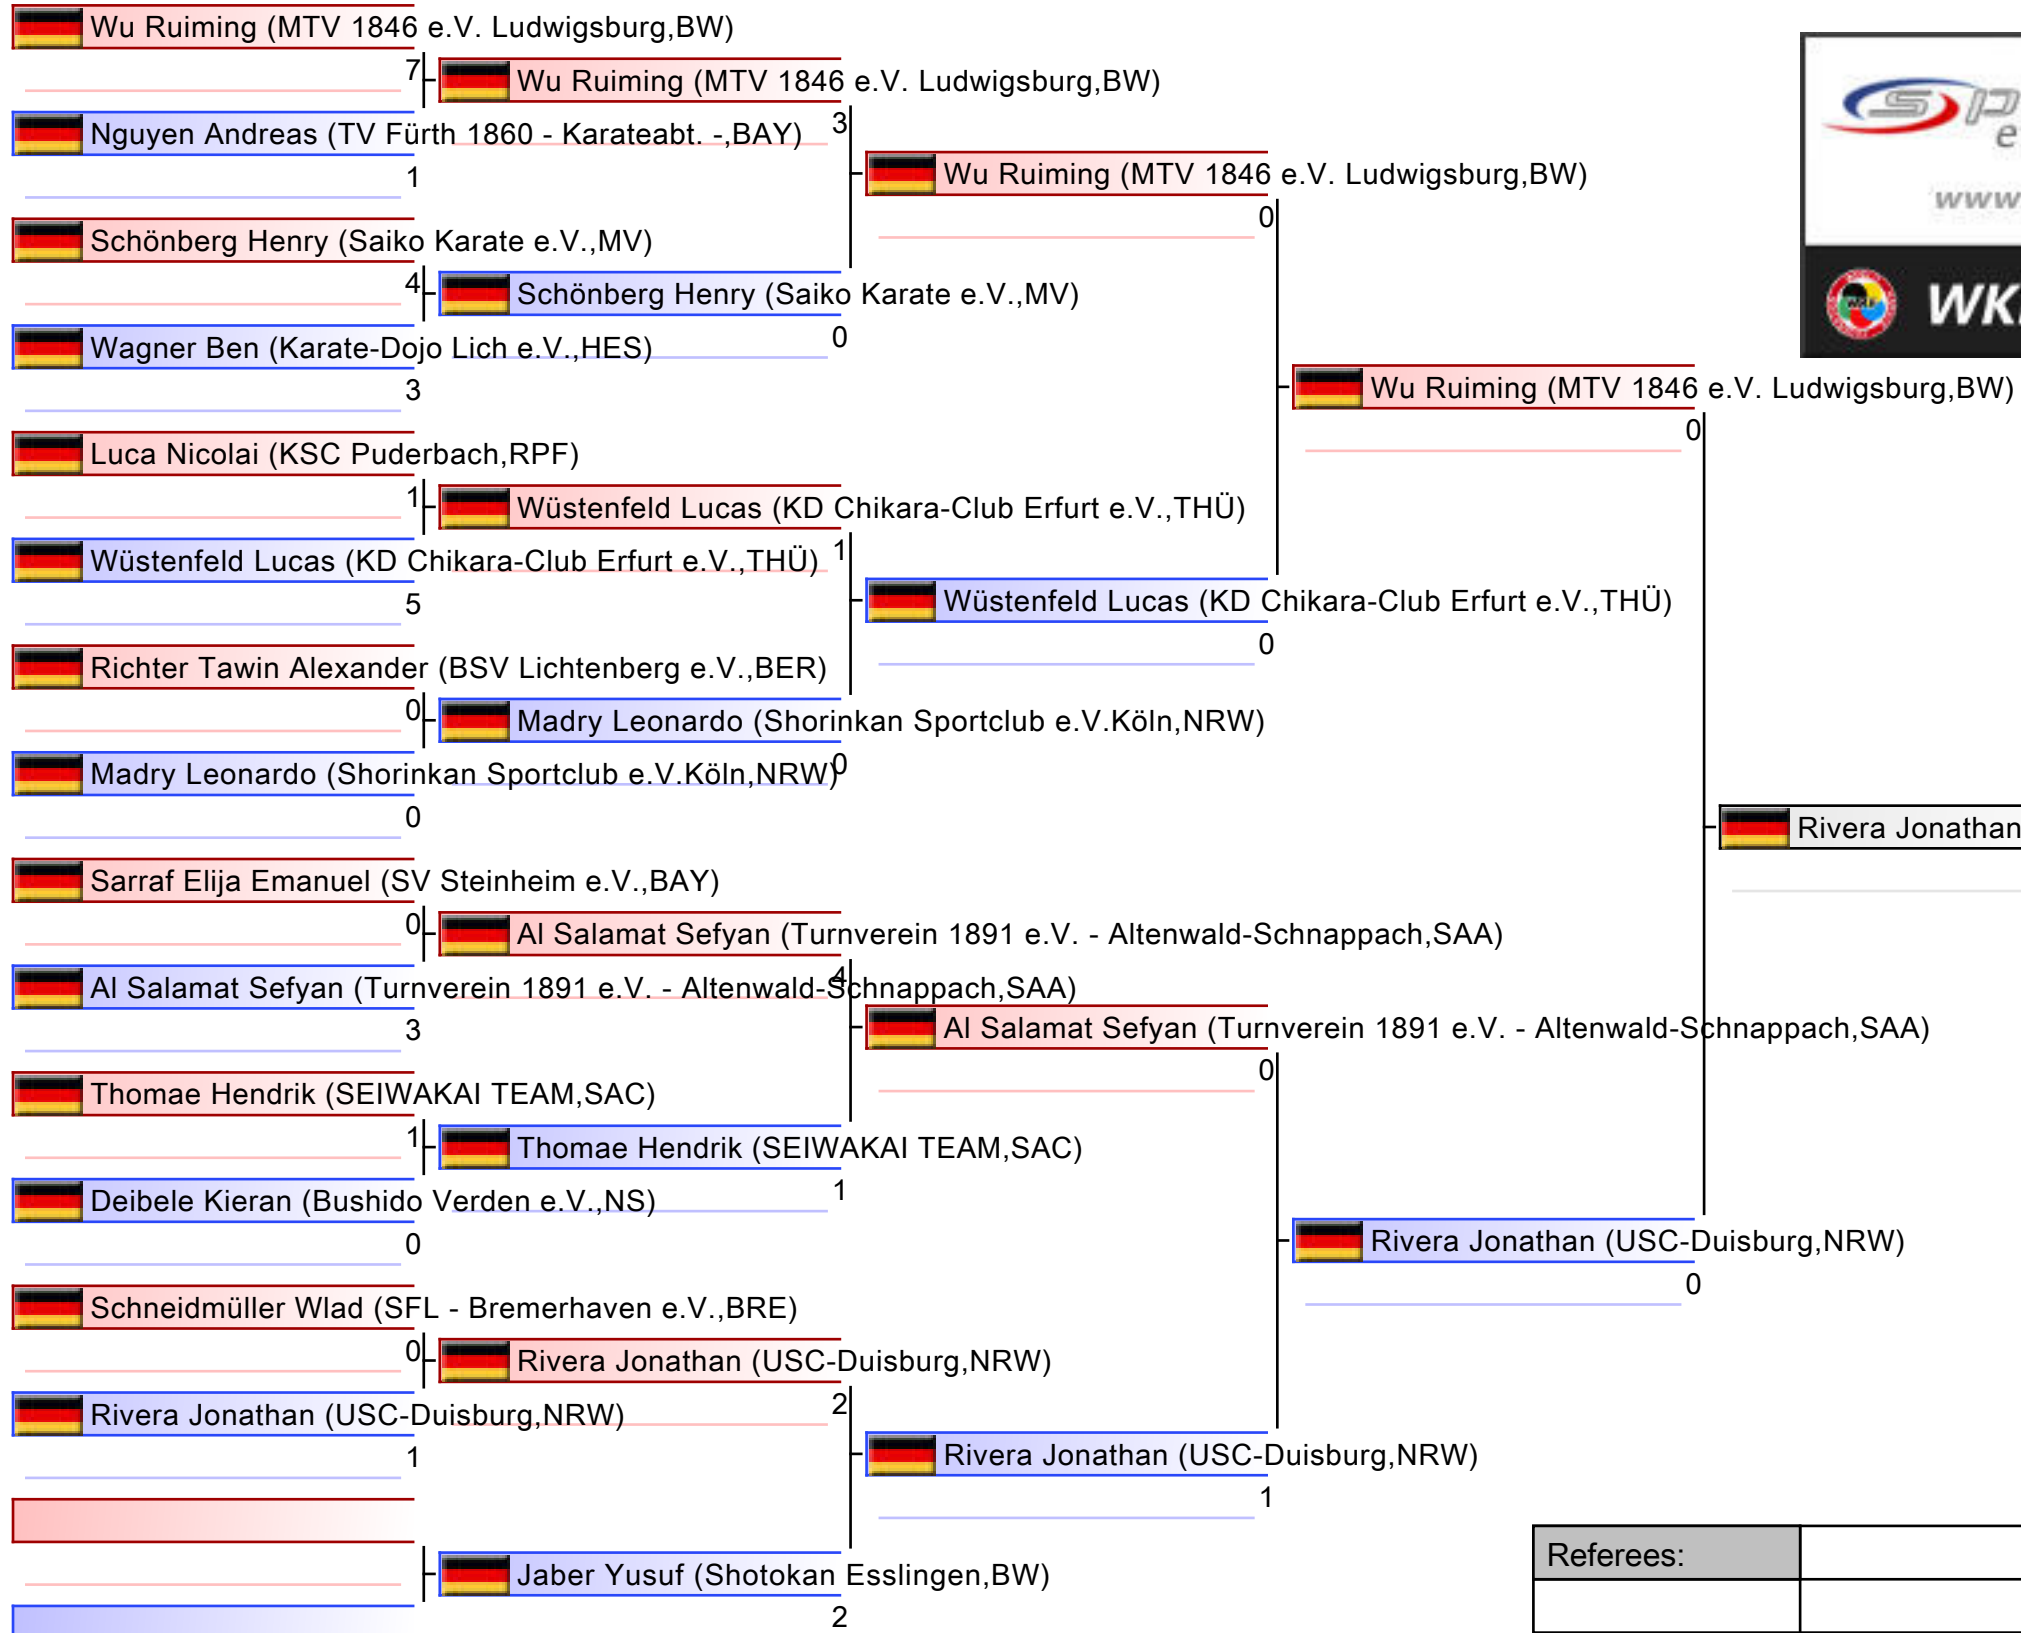 Wu Ruiming (MTV 1846 e.V. Ludwigsburg,BW)
7
Nguyen Andreas (TV Fürth 1860 - Karateabt. -,BAY)
1
Schönberg Henry (Saiko Karate e.V.,MV)
4
Wagner Ben (Karate-Dojo Lich e.V.,HES)
3
Luca Nicolai (KSC Puderbach,RPF)
1
Wüstenfeld Lucas (KD Chikara-Club Erfurt e.V.,THÜ)
5
Richter Tawin Alexander (BSV Lichtenberg e.V.,BER)
0
Madry Leonardo (Shorinkan Sportclub e.V.Köln,NRW)
0
Sarraf Elija Emanuel (SV Steinheim e.V.,BAY)
0
Al Salamat Sefyan (Turnverein 1891 e.V. - Altenwald-Schnappach,SAA)
3
Thomae Hendrik (SEIWAKAI TEAM,SAC)
1
Deibele Kieran (Bushido Verden e.V.,NS)
0
Schneidmüller Wlad (SFL - Bremerhaven e.V.,BRE)
0
Rivera Jonathan (USC-Duisburg,NRW)
1
Wu Ruiming (MTV 1846 e.V. Ludwigsburg,BW)
3
Schönberg Henry (Saiko Karate e.V.,MV)
0
Wüstenfeld Lucas (KD Chikara-Club Erfurt e.V.,THÜ)
1
Madry Leonardo (Shorinkan Sportclub e.V.Köln,NRW)
0
Al Salamat Sefyan (Turnverein 1891 e.V. - Altenwald-Schnappach,SAA)
4
Thomae Hendrik (SEIWAKAI TEAM,SAC)
1
Rivera Jonathan (USC-Duisburg,NRW)
2
Jaber Yusuf (Shotokan Esslingen,BW)
2
Wu Ruiming (MTV 1846 e.V. Ludwigsburg,BW)
0
Wüstenfeld Lucas (KD Chikara-Club Erfurt e.V.,THÜ)
0
Al Salamat Sefyan (Turnverein 1891 e.V. - Altenwald-Schnappach,SAA)
0
Rivera Jonathan (USC-Duisburg,NRW)
1
Wu Ruiming (MTV 1846 e.V. Ludwigsburg,BW)
0
Rivera Jonathan (USC-Duisburg,NRW)
0
Rivera Jonathan
www
Referees: